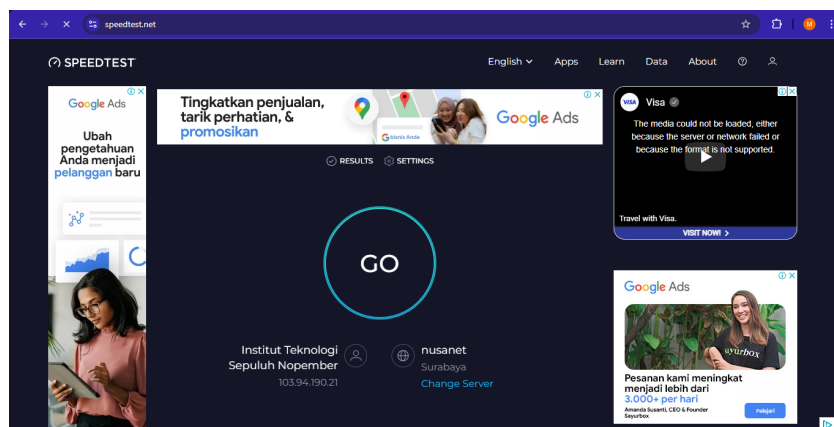 speedtest.net
M
SPEEDTEST
English
Apps
Learn
Data
About
Google Ads
Ubah
pengetahuan
Anda menjadi
pelanggan baru
Tingkatkan penjualan,
tarik perhatian, &
promosikan
G bisnis Anda
Google Ads
VISA
Visa
The media could not be loaded, either
because the server or network failed or
because the format is not supported.
Travel with Visa.
VISIT NOW!
RESULTS
SETTINGS
GO
Institut Teknologi
Sepuluh Nopember
103.94.190.21
nusanet
Surabaya
Change Server
Google Ads
uyurbox
Pesanan kami meningkat
menjadi lebih dari
3.000+ per hari
Amanda Susanti, CEO & Founder
Sayurbox
Pelajari